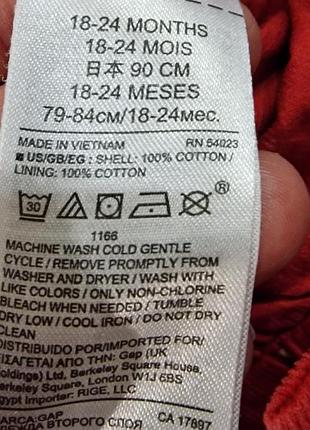 18-24 MONTHS
18-24 MOIS
日本 90 CM
18-24 MESES
79-84см/18-24мес.
MADE IN VIETNAM RN 54023
■ US/GB/EG: SHELL: 100% COTTON /
LINING: 100% COTTON
30 ®
1166
MACHINE WASH COLD GENTLE
CYCLE / REMOVE PROMPTLY FROM
WASHER AND DRYER / WASH WITH
LIKE COLORS / ONLY NON-CHLORINE
BLEACH WHEN NEEDED / TUMBLE
DRY LOW / COOL IRON / DO NOT DRY
CLEAN
DISTRIBUIDO POR/IMPORTED FOR/
ΕΙΣΑΓΕΤΑΙ ΑΠΟ ΤΗΝ: Gap (UK
Holdings) Ltd., Berkeley Square
Berkeley Square, London W1J 6BS
Egypt Importer: RIGE, LLC
MARCA:GAP CA 17897
ВТОРОГО СЛОЯ